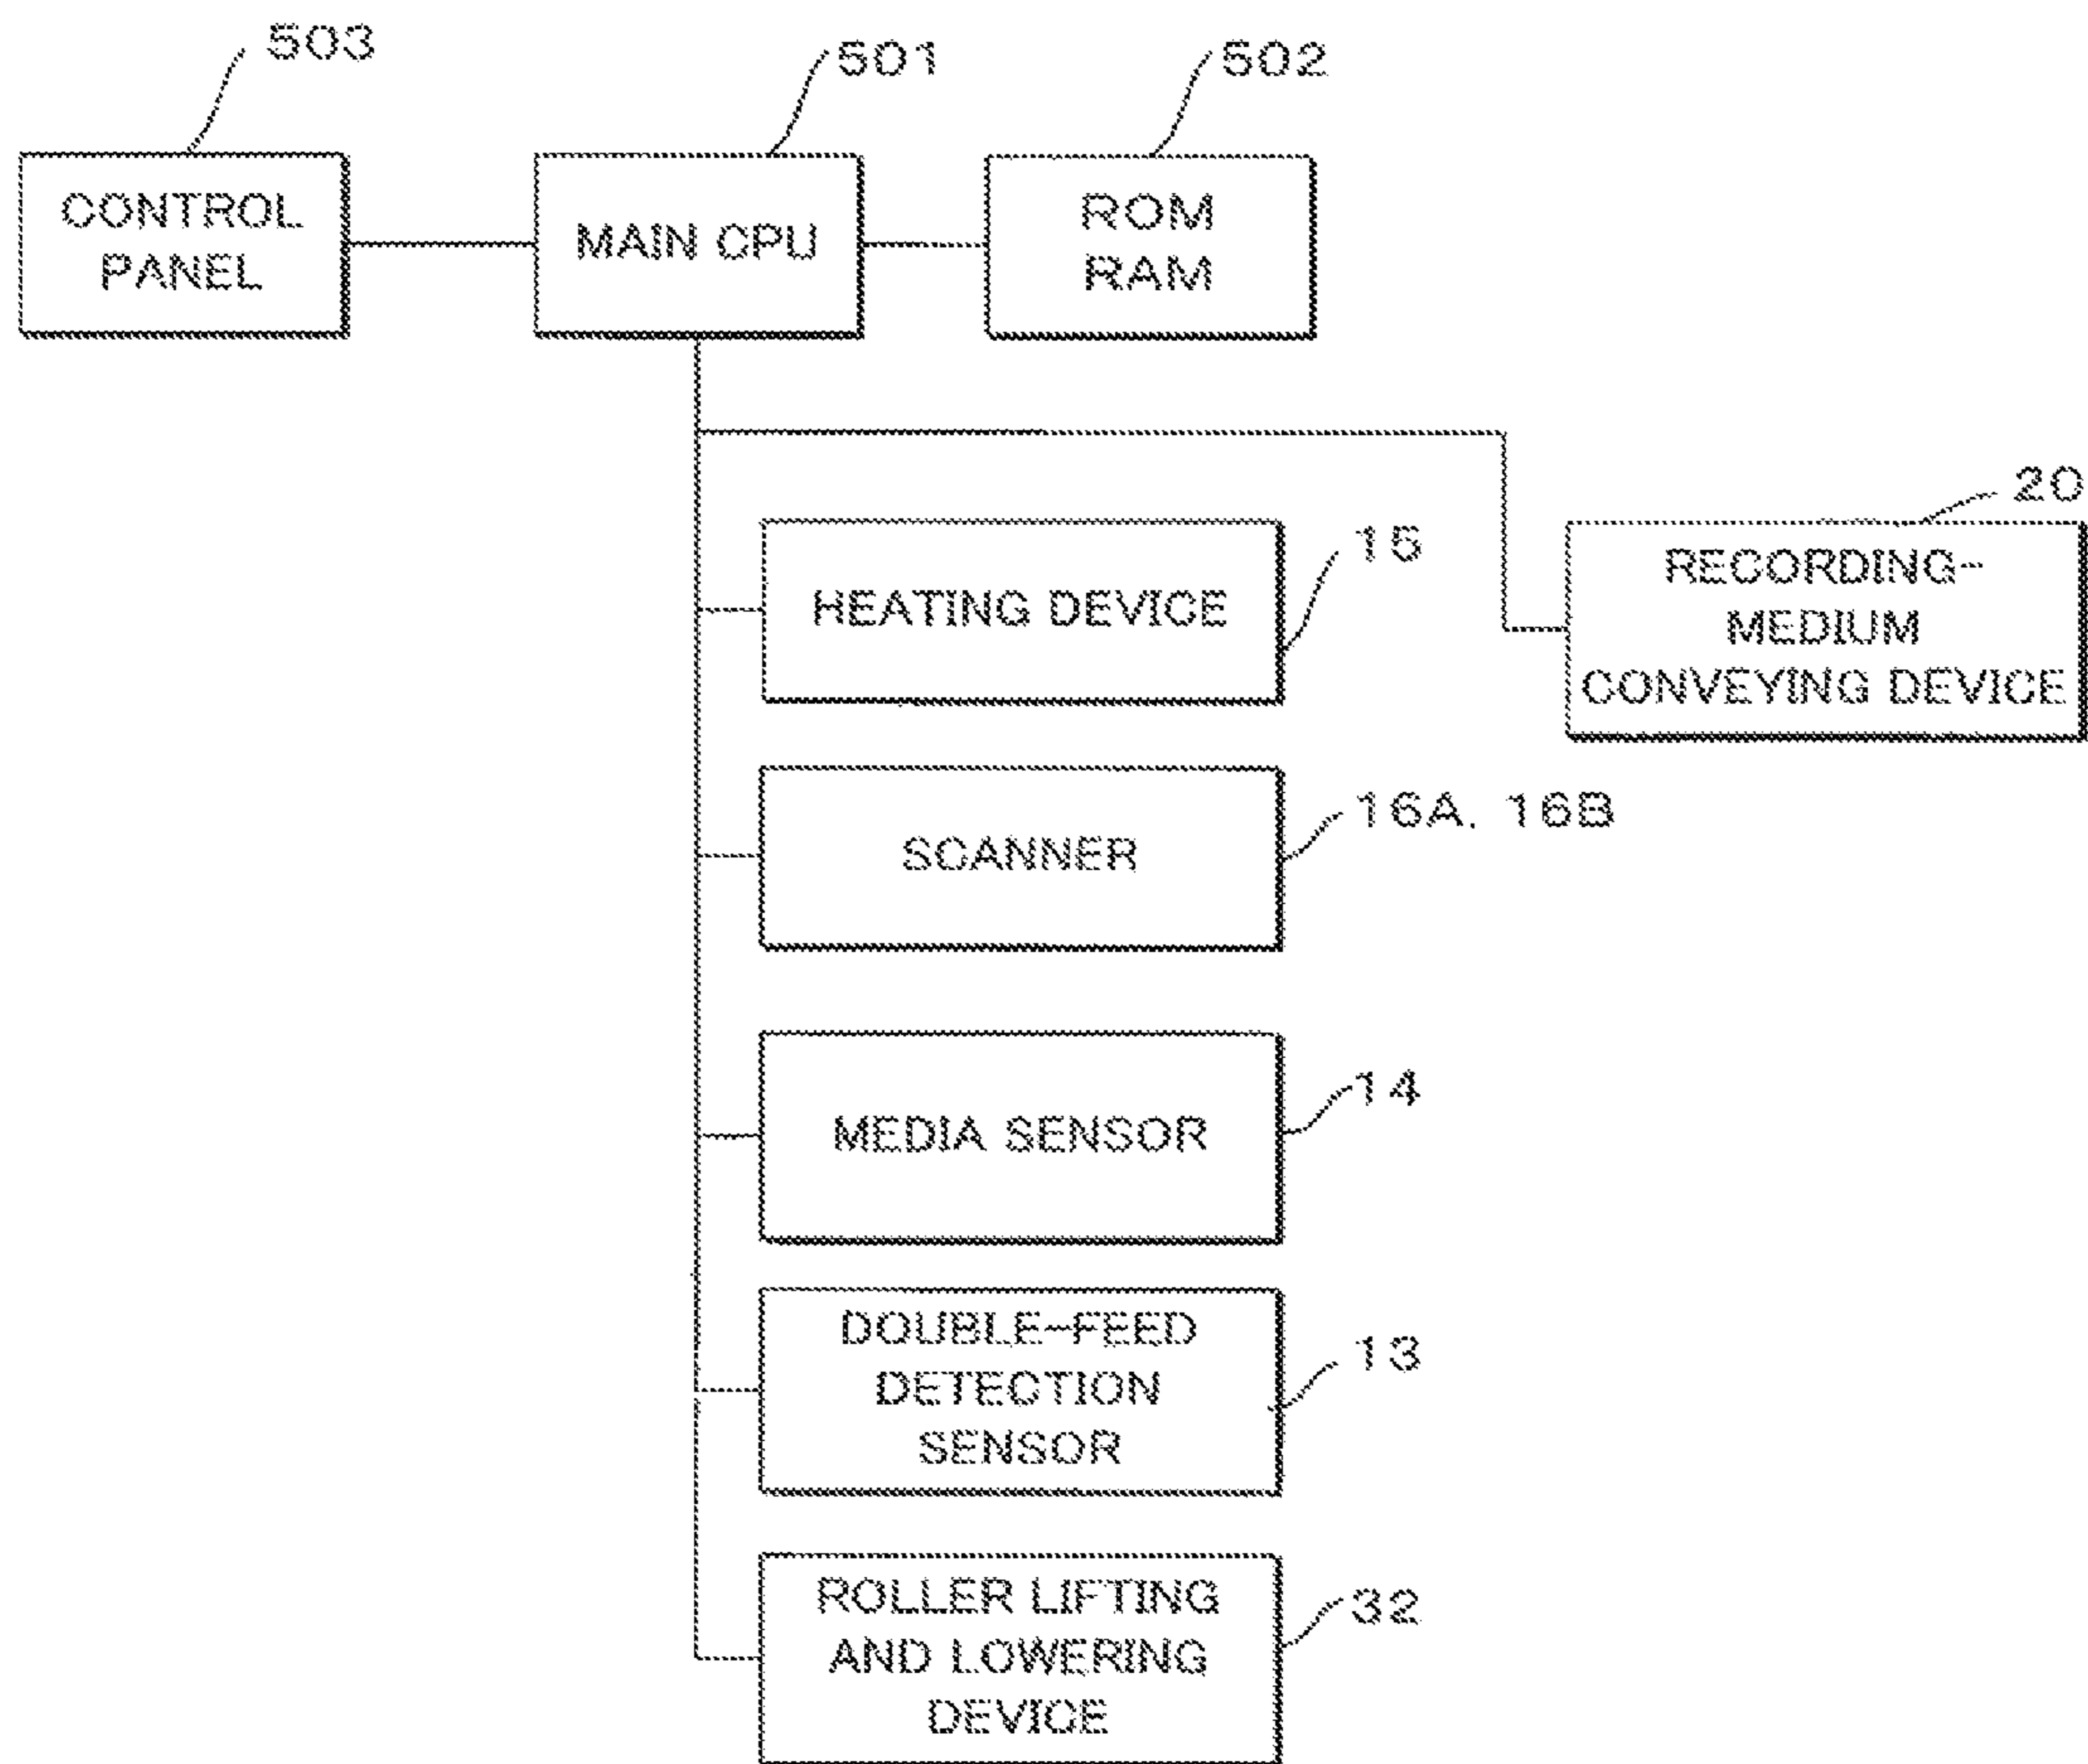 503
501
502
CONTROL
PANEL
MAIN CPU
ROM
RAM
20
RECORDING-
MEDIUM
CONVEYING DEVICE
15
HEATING DEVICE
16A, 16B
SCANNER
14
MEDIA SENSOR
13
DOUBLE-FEED
DETECTION
SENSOR
32
ROLLER LIFTING
AND LOWERING
DEVICE